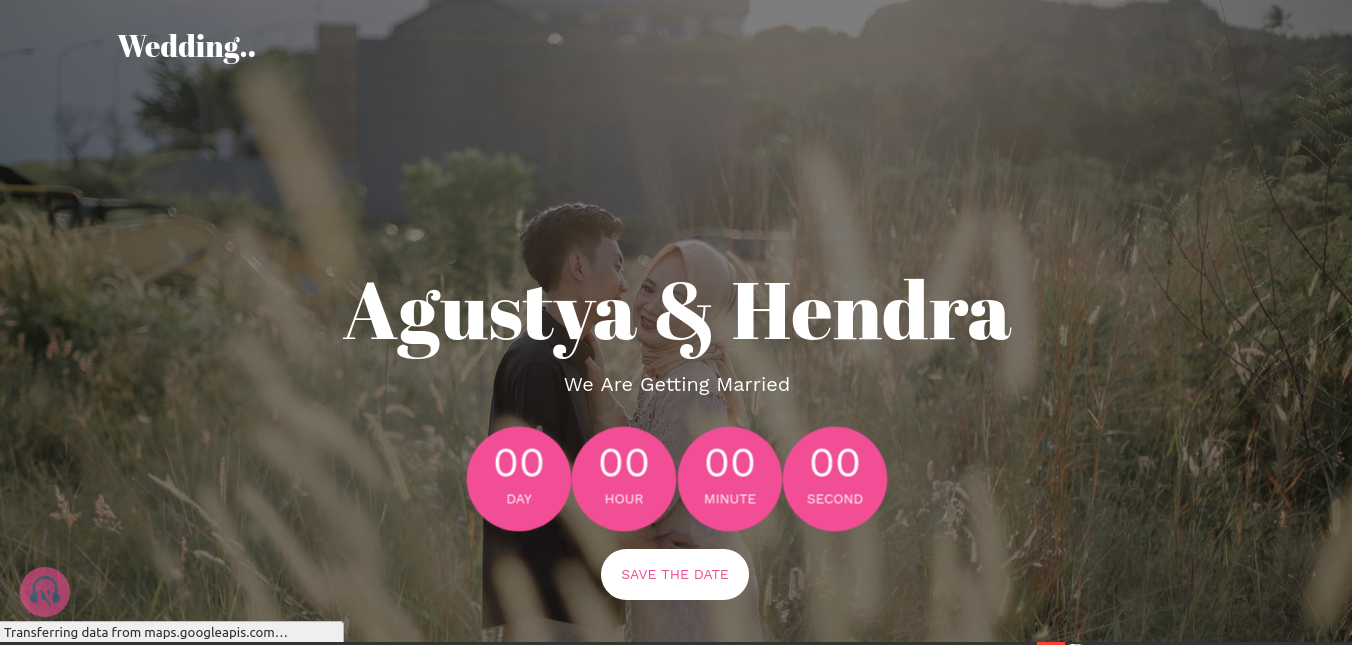 Wedding..
Agustya & Hendra
We Are Getting Married
00 00 00 00
DAY HOUR MINUTE SECOND
SAVE THE DATE
Transferring data from maps.googleapis.com…